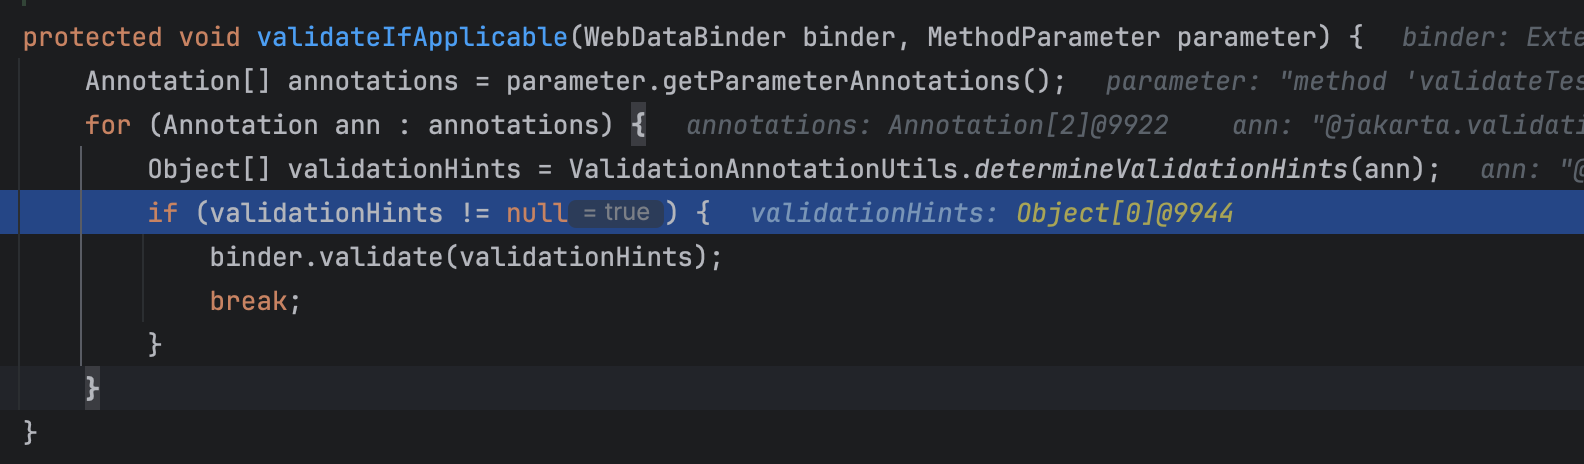 protected void validateIfApplicable(WebDataBinder binder, MethodParameter parameter) { binder: Exte
Annotation[] annotations = parameter.getParameterAnnotations(); parameter: "method 'validateTes
for (Annotation ann : annotations) { annotations: Annotation[2]@9922 ann: "@jakarta.validati
Object[] validationHints = ValidationAnnotationUtils.determineValidationHints(ann); ann: "@
if (validationHints != null = true ) { validationHints: Object[0]@9944
binder.validate(validationHints);
break;
}
}
}